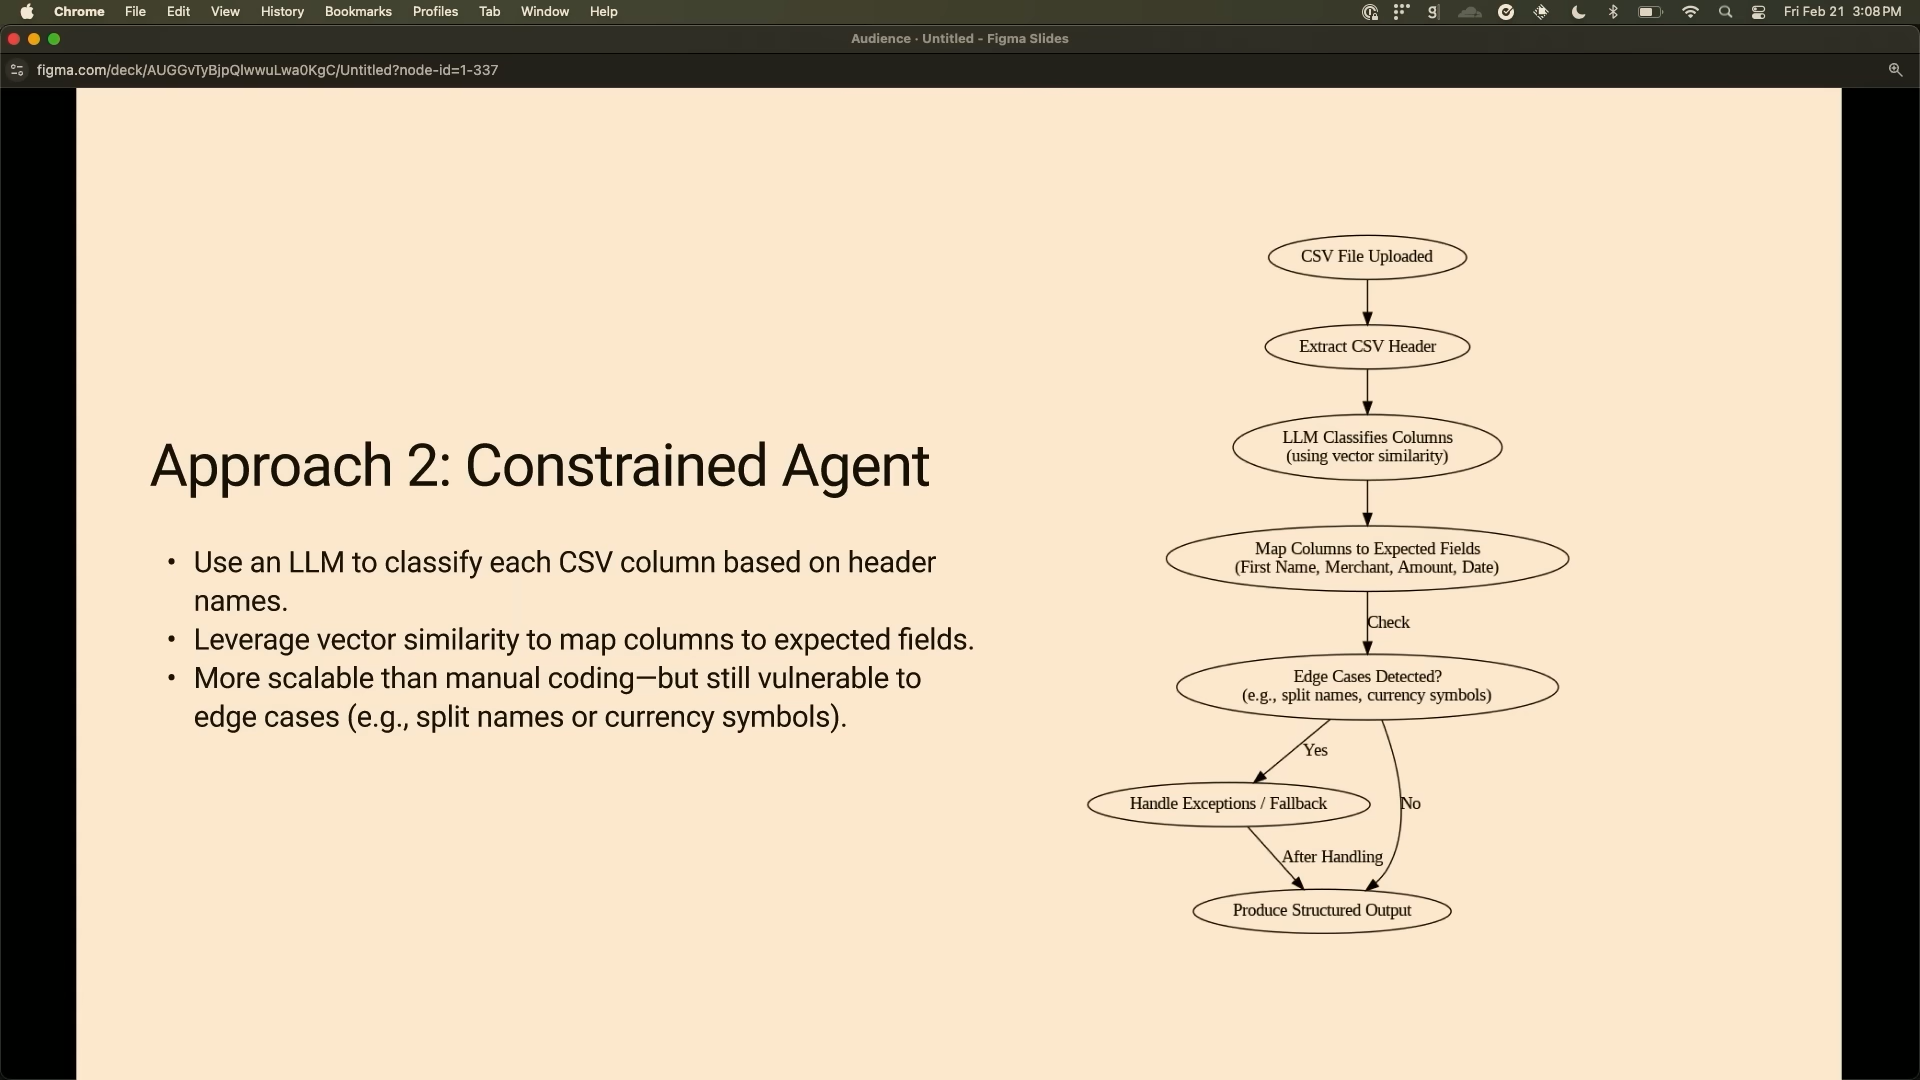 Chrome File Edit View History Bookmarks Profiles Tab Window Help
Fri Feb 21 3:08 PM
Audience · Untitled - Figma Slides
figma.com/deck/AUGGvTyBjpQlwwuLwa0KgC/Untitled?node-id=1-337
Approach 2: Constrained Agent
• Use an LLM to classify each CSV column based on header
names.
• Leverage vector similarity to map columns to expected fields.
• More scalable than manual coding—but still vulnerable to
edge cases (e.g., split names or currency symbols).
CSV File Uploaded
Extract CSV Header
LLM Classifies Columns
(using vector similarity)
Map Columns to Expected Fields
(First Name, Merchant, Amount, Date)
Check
Edge Cases Detected?
(e.g., split names, currency symbols)
Yes
Handle Exceptions / Fallback
No
After Handling
Produce Structured Output